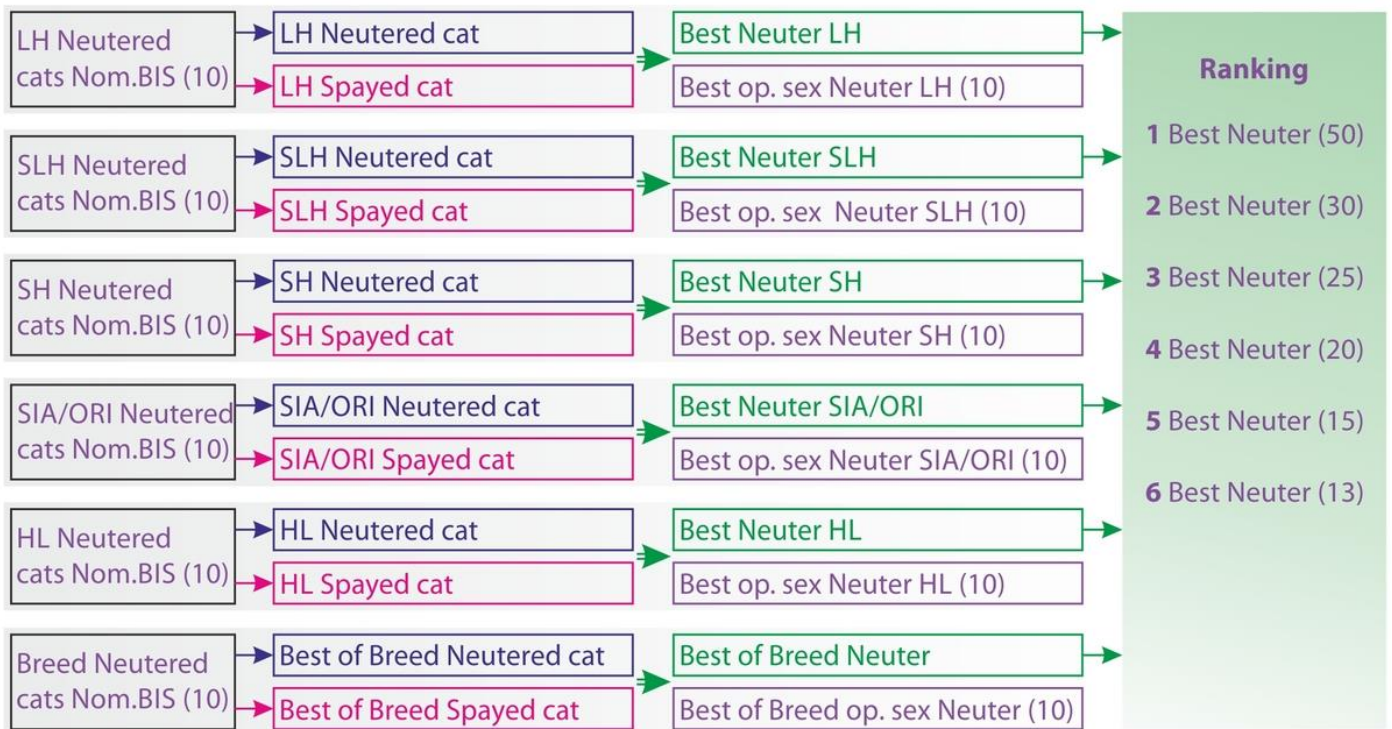 LH Neutered
cats Nom.BIS (10)
LH Neutered cat
LH Spayed cat
Best Neuter LH
Best op. sex Neuter LH (10)
SLH Neutered
cats Nom.BIS (10)
SLH Neutered cat
SLH Spayed cat
Best Neuter SLH
Best op. sex Neuter SLH (10)
SH Neutered
cats Nom.BIS (10)
SH Neutered cat
SH Spayed cat
Best Neuter SH
Best op. sex Neuter SH (10)
SIA/ORI Neutered
cats Nom.BIS (10)
SIA/ORI Neutered cat
SIA/ORI Spayed cat
Best Neuter SIA/ORI
Best op. sex Neuter SIA/ORI (10)
HL Neutered
cats Nom.BIS (10)
HL Neutered cat
HL Spayed cat
Best Neuter HL
Best op. sex Neuter HL (10)
Breed Neutered
cats Nom.BIS (10)
Best of Breed Neutered cat
Best of Breed Spayed cat
Best of Breed Neuter
Best of Breed op. sex Neuter (10)
Ranking
1 Best Neuter (50)
2 Best Neuter (30)
3 Best Neuter (25)
4 Best Neuter (20)
5 Best Neuter (15)
6 Best Neuter (13)